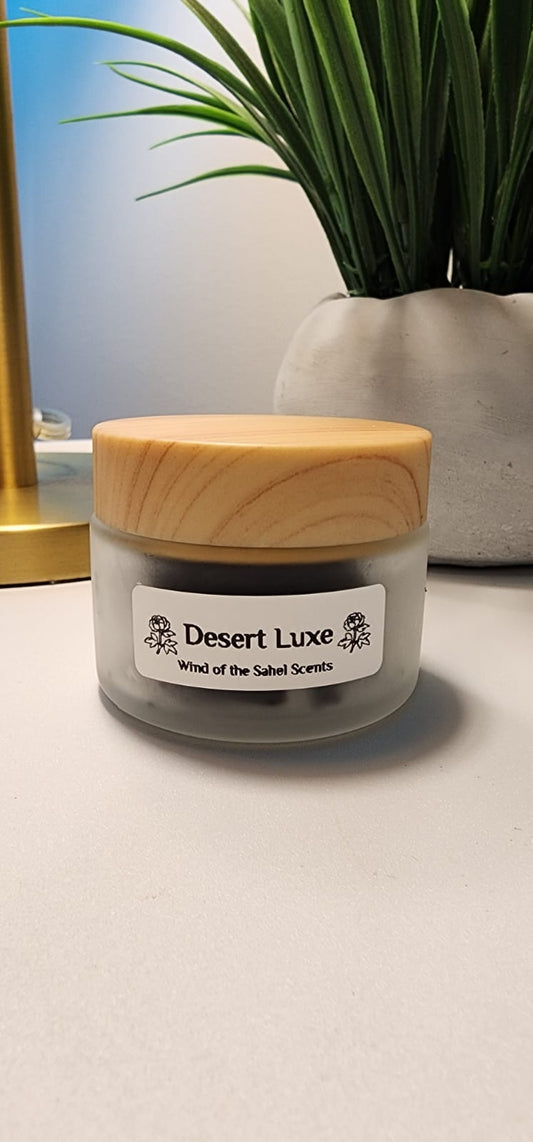 Desert Luxe
Wind of the Sahel Scents